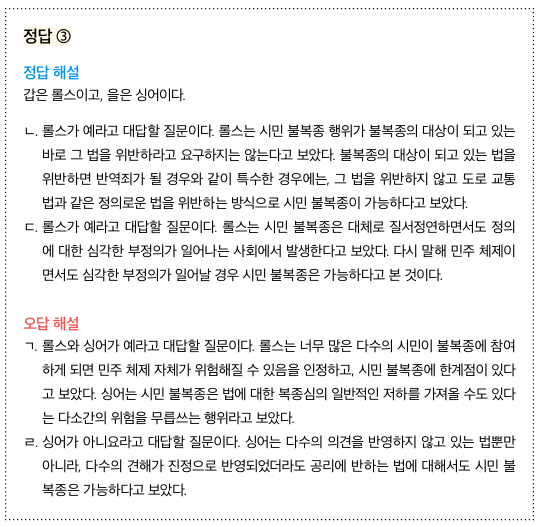 정답 ③
정답 해설
갑은 롤스이고, 을은 싱어이다.
ㄴ. 롤스가 예라고 대답할 질문이다. 롤스는 시민 불복종 행위가 불복종의 대상이 되고 있는
바로 그 법을 위반하라고 요구하지는 않는다고 보았다. 불복종의 대상이 되고 있는 법을
위반하면 반역죄가 될 경우와 같이 특수한 경우에는, 그 법을 위반하지 않고 도로 교통
법과 같은 정의로운 법을 위반하는 방식으로 시민 불복종이 가능하다고 보았다.
ㄷ. 롤스가 예라고 대답할 질문이다. 롤스는 시민 불복종은 대체로 질서정연하면서도 정의
에 대한 심각한 부정의가 일어나는 사회에서 발생한다고 보았다. 다시 말해 민주 체제이
면서도 심각한 부정의가 일어날 경우 시민 불복종은 가능하다고 본 것이다.
오답 해설
ㄱ. 롤스와 싱어가 예라고 대답할 질문이다. 롤스는 너무 많은 다수의 시민이 불복종에 참여
하게 되면 민주 체제 자체가 위험해질 수 있음을 인정하고, 시민 불복종에 한계점이 있다
고 보았다. 싱어는 시민 불복종은 법에 대한 복종심의 일반적인 저하를 가져올 수도 있다
는 다소간의 위험을 무릅쓰는 행위라고 보았다.
ㄹ. 싱어가 아니요라고 대답할 질문이다. 싱어는 다수의 의견을 반영하지 않고 있는 법뿐만
아니라, 다수의 견해가 진정으로 반영되었더라도 공리에 반하는 법에 대해서도 시민 불
복종은 가능하다고 보았다.